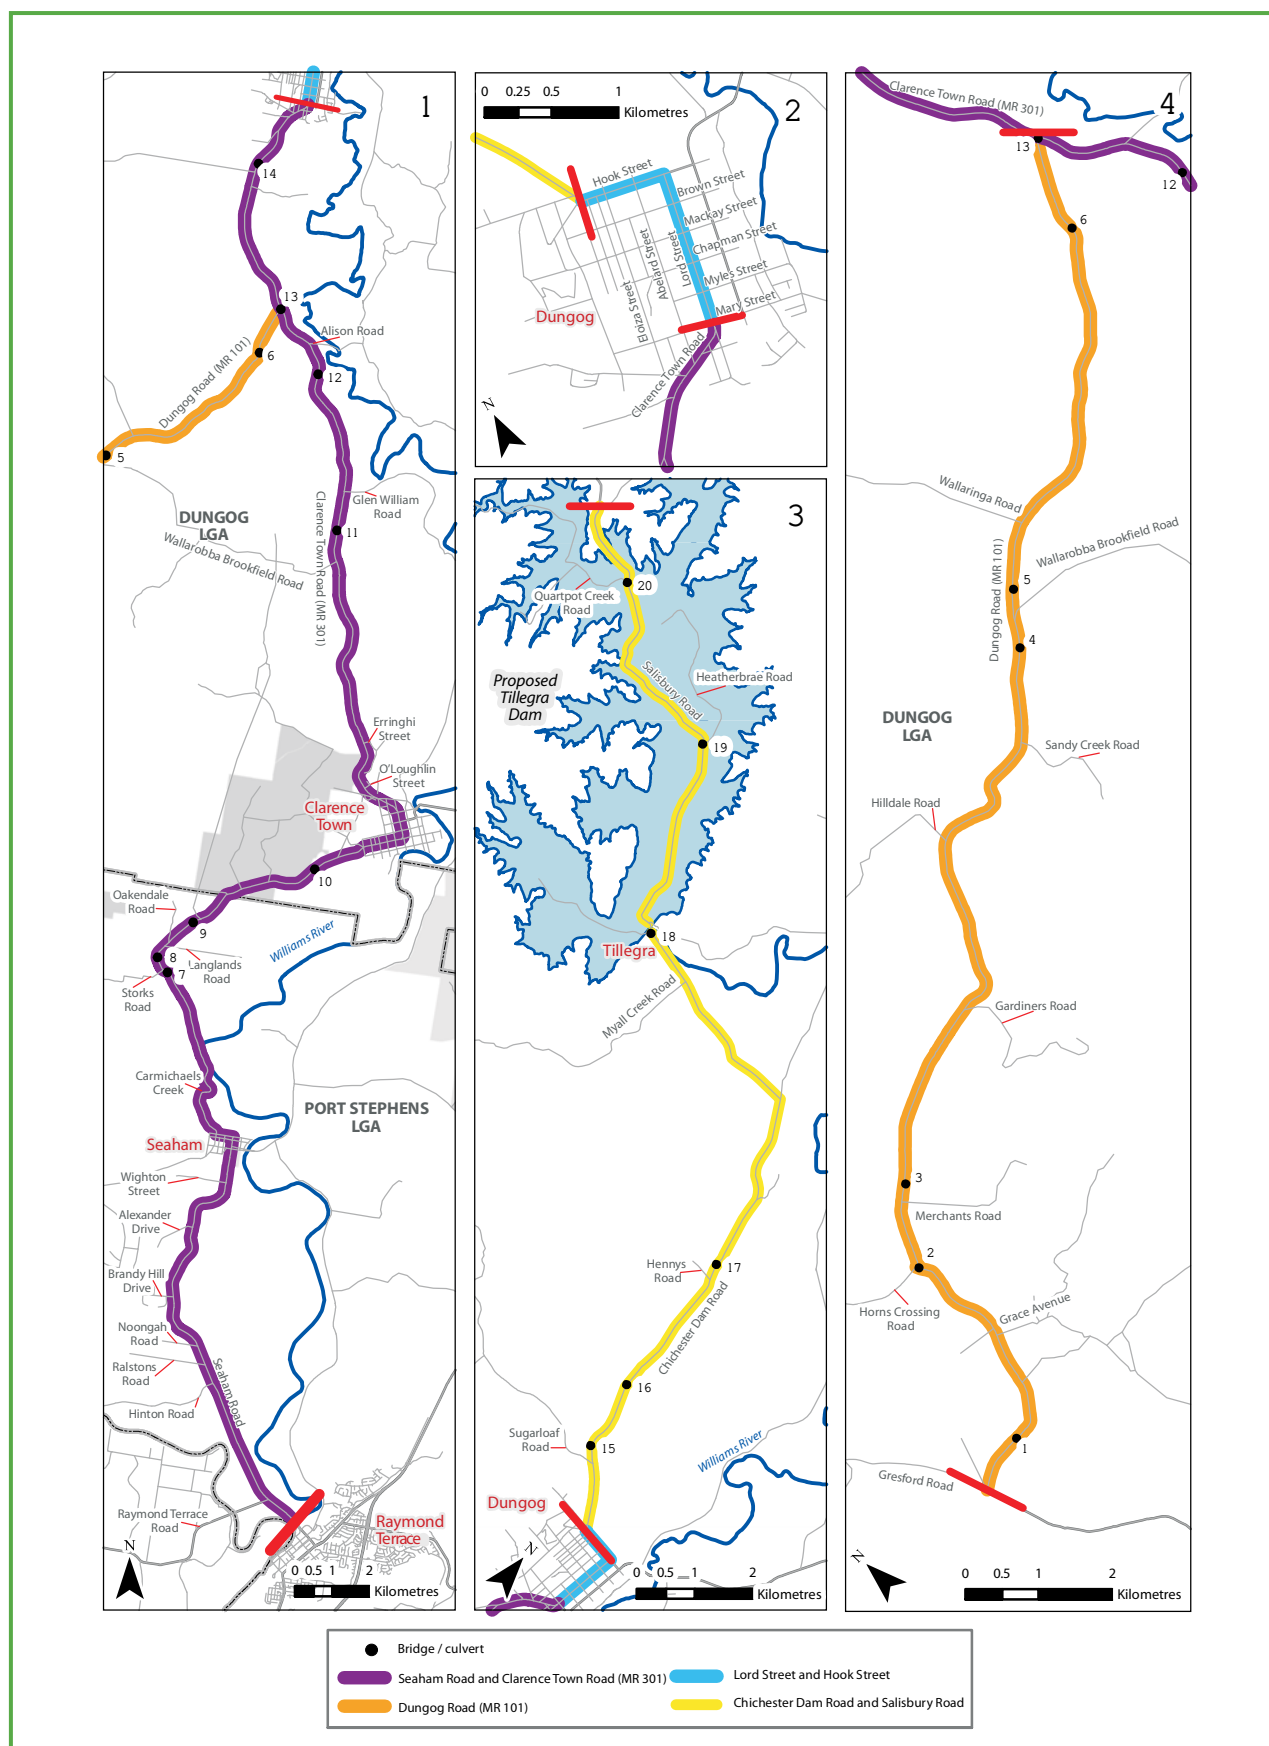 1
14
13
Alison Road
6
12
Dungog Road (MR 101)
5
Glen William
Road
11
DUNGOG
LGA
Wallarobba Brookfield Road
Clarence Town Road (MR 301)
Erringhi
Street
O'Loughlin
Street
Clarence
Town
10
Oakendale
Road
9
Williams River
8
Langlands
Road
7
Storks
Road
Carmichaels
Creek
PORT STEPHENS
LGA
Seaham
Wighton
Street
Alexander
Drive
Brandy Hill
Drive
Noongah
Road
Ralstons
Road
Seaham Road
Hinton Road
Raymond Terrace
Road
Raymond
Terrace
N
0 0.5 1 2
Kilometres
2
0 0.25 0.5 1
Kilometres
Hook Street
Brown Street
Mackay Street
Chapman Street
Myles Street
Mary Street
Lord Street
Abelard Street
Eloiza Street
Dungog
Clarence Town Road
N
3
20
Quartpot Creek
Road
Salisbury Road
Heatherbrae Road
Proposed
Tillegra
Dam
19
18
Tillegra
Myall Creek Road
Hennys
Road
17
Chichester Dam Road
16
Sugarloaf
Road
15
Williams River
Dungog
N
0 0.5 1 2
Kilometres
4
Clarence Town Road (MR 301)
13
12
6
Wallaringa Road
Wallarobba Brookfield Road
Dungog Road (MR 101)
5
4
DUNGOG
LGA
Sandy Creek Road
Hilldale Road
Gardiners Road
3
Merchants Road
2
Horns Crossing
Road
Grace Avenue
1
Gresford Road
N
0 0.5 1 2
Kilometres
Bridge / culvert
Seaham Road and Clarence Town Road (MR 301)
Lord Street and Hook Street
Dungog Road (MR 101)
Chichester Dam Road and Salisbury Road